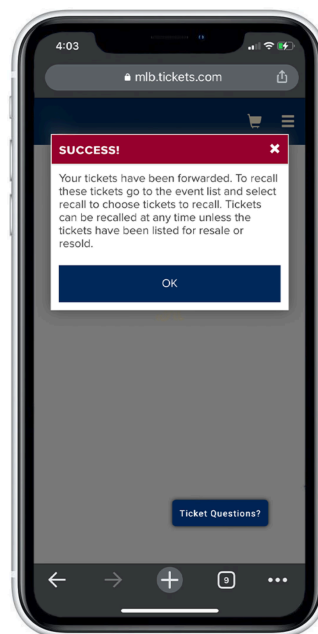 4:03
mlb.tickets.com
SUCCESS!
Your tickets have been forwarded. To recall
these tickets go to the event list and select
recall to choose tickets to recall. Tickets
can be recalled at any time unless the
tickets have been listed for resale or
resold.
OK
Ticket Questions?
9